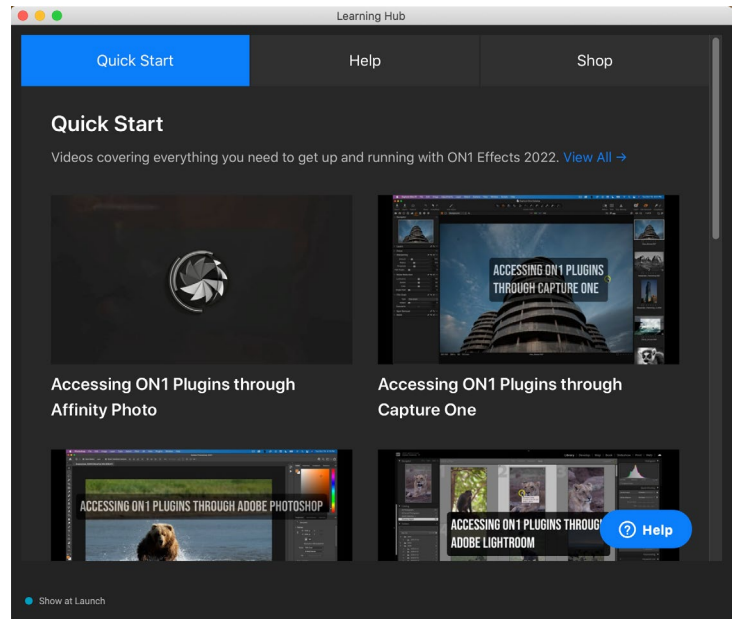 Learning Hub
Quick Start
Help
Shop
Quick Start
Videos covering everything you need to get up and running with ON1 Effects 2022. View All →
ACCESSING ON1 PLUGINS
THROUGH CAPTURE ONE
Accessing ON1 Plugins through
Affinity Photo
Accessing ON1 Plugins through
Capture One
ACCESSING ON1 PLUGINS THROUGH ADOBE PHOTOSHOP
ACCESSING ON1 PLUGINS THROUG
ADOBE LIGHTROOM
Help
Show at Launch